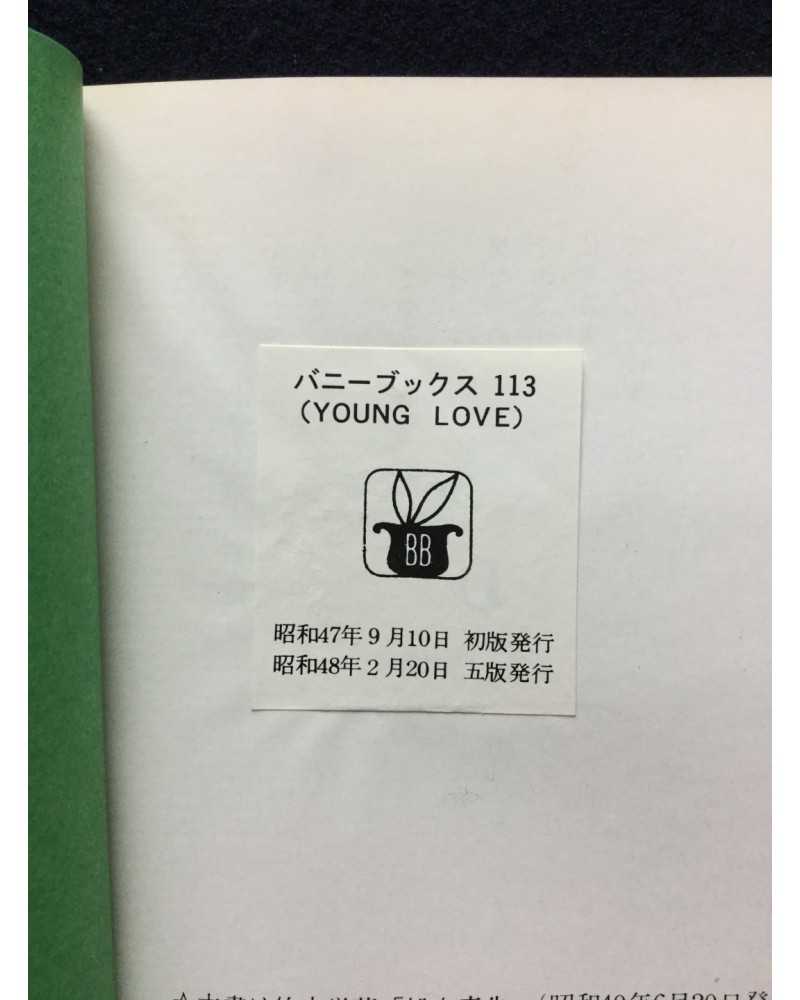 バニーブックス 113
（YOUNG LOVE）
BB
昭和47年9月10日 初版発行
昭和48年2月20日 五版発行